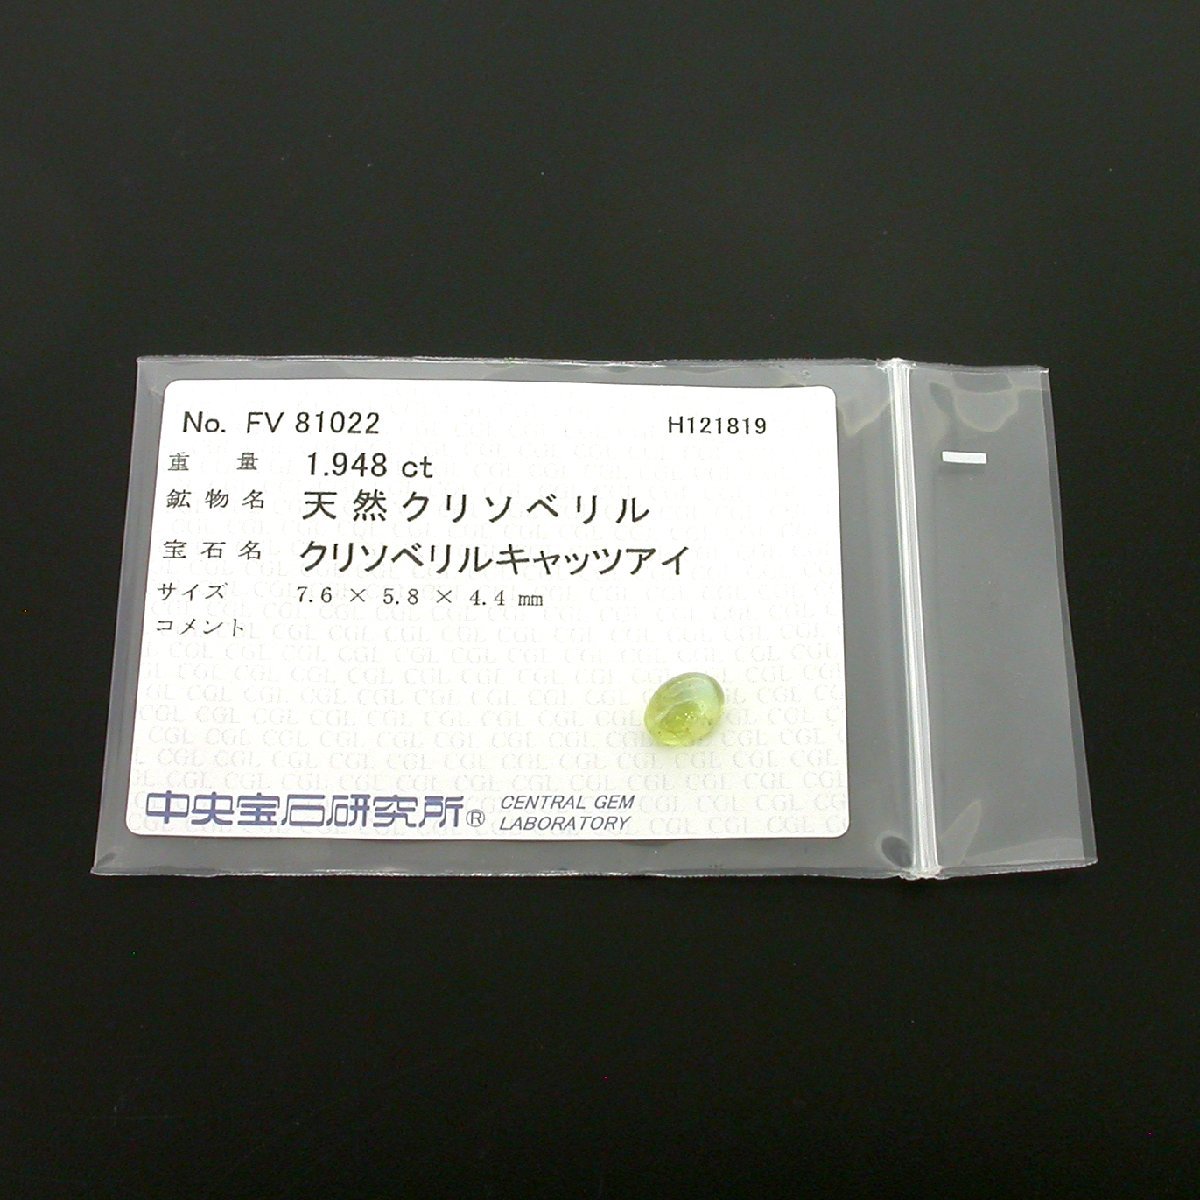 No. FV 81022 H121819
重量 1.948 ct
鉱物名 天然クリソベリル
宝石名 クリソベリルキャッツアイ
サイズ 7.6 × 5.8 × 4.4 mm
コメント
中央宝石研究所® CENTRAL GEM
LABORATORY